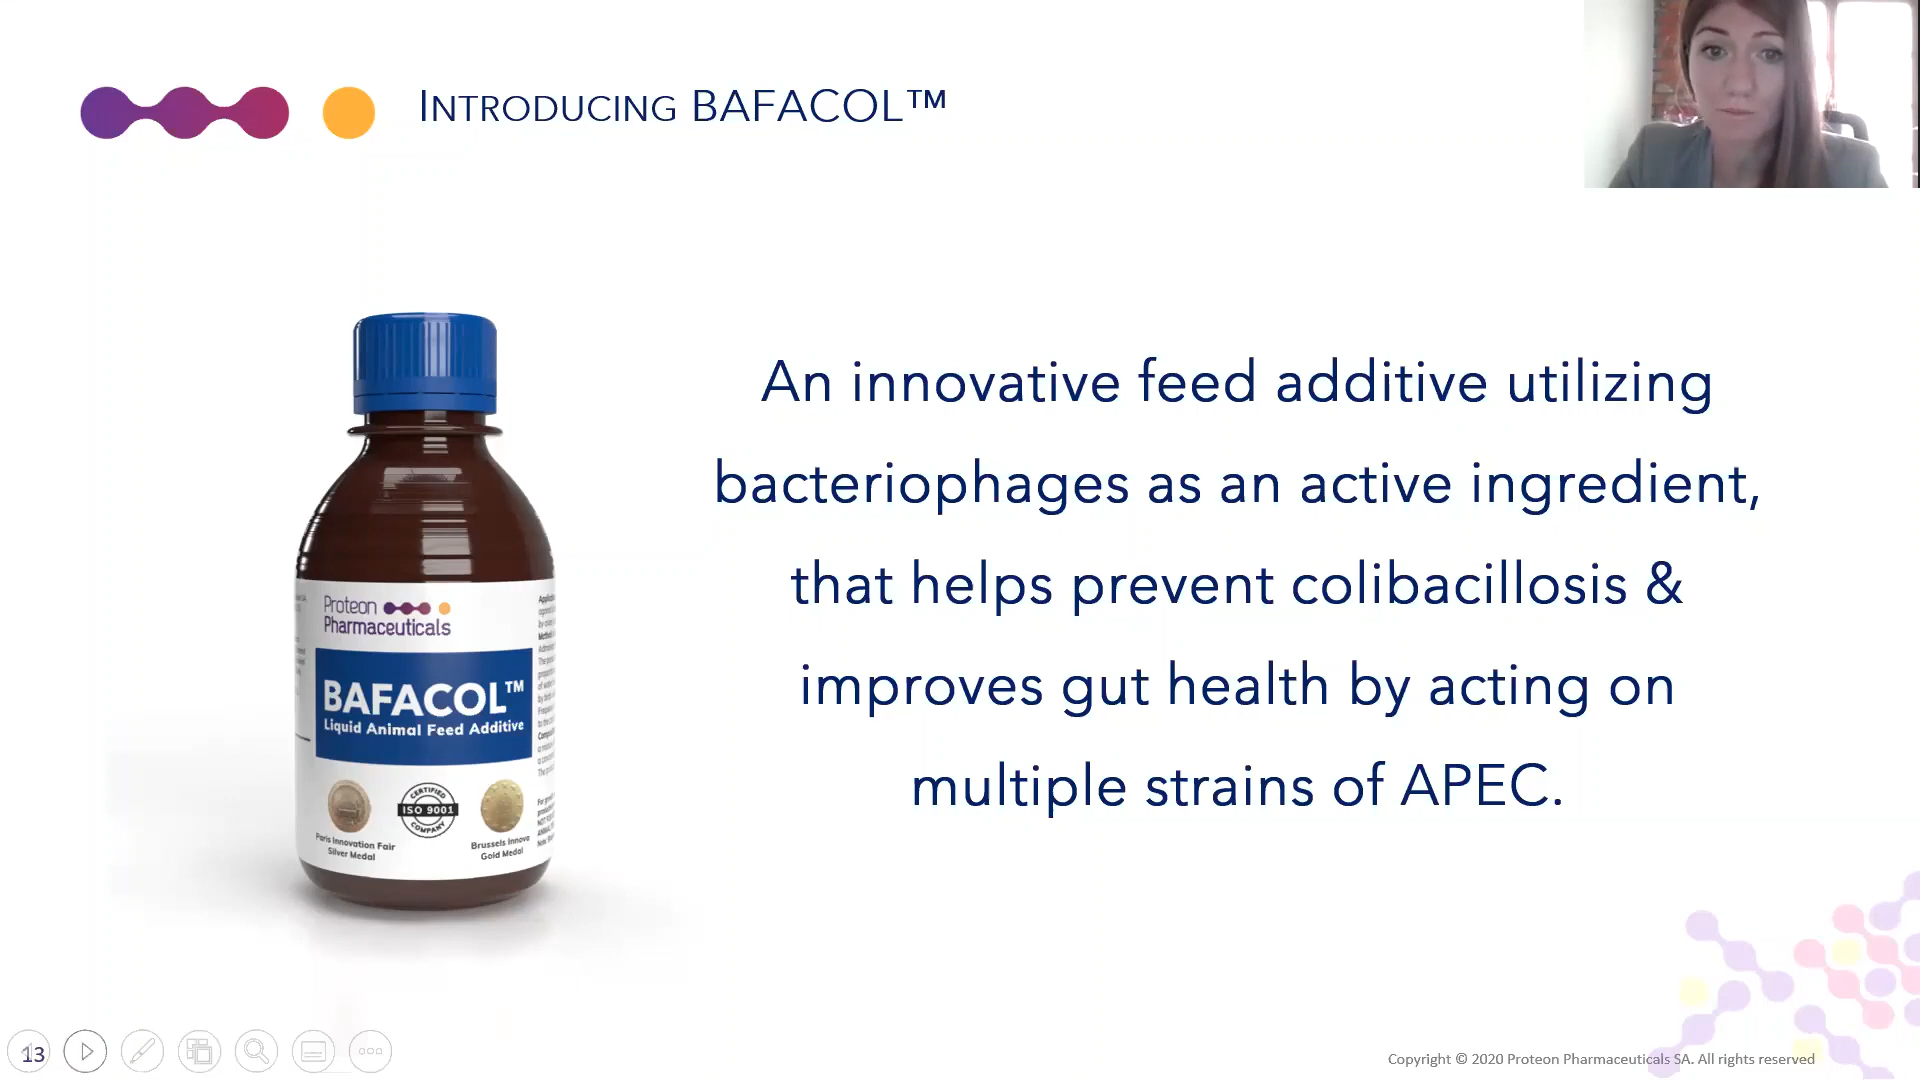 INTRODUCING BAFACOL™
An innovative feed additive utilizing
bacteriophages as an active ingredient,
that helps prevent colibacillosis &
improves gut health by acting on
multiple strains of APEC.
Proteon
Pharmaceuticals
BAFACOL™
Liquid Animal Feed Additive
CERTIFIED
ISO 9001
COMPANY
Paris Innovation Fair
Silver Medal
Brussels Innova
Gold Medal
13
Copyright © 2020 Proteon Pharmaceuticals SA. All rights reserved